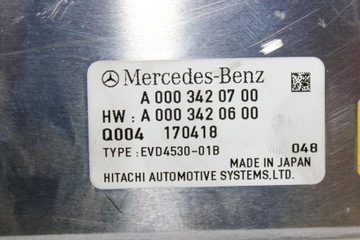 Mercedes-Benz
A 000 342 07 00
HW : A 000 342 06 00
Q004 170418
TYPE : EVD4530-01B 048
MADE IN JAPAN
HITACHI AUTOMOTIVE SYSTEMS,LTD.